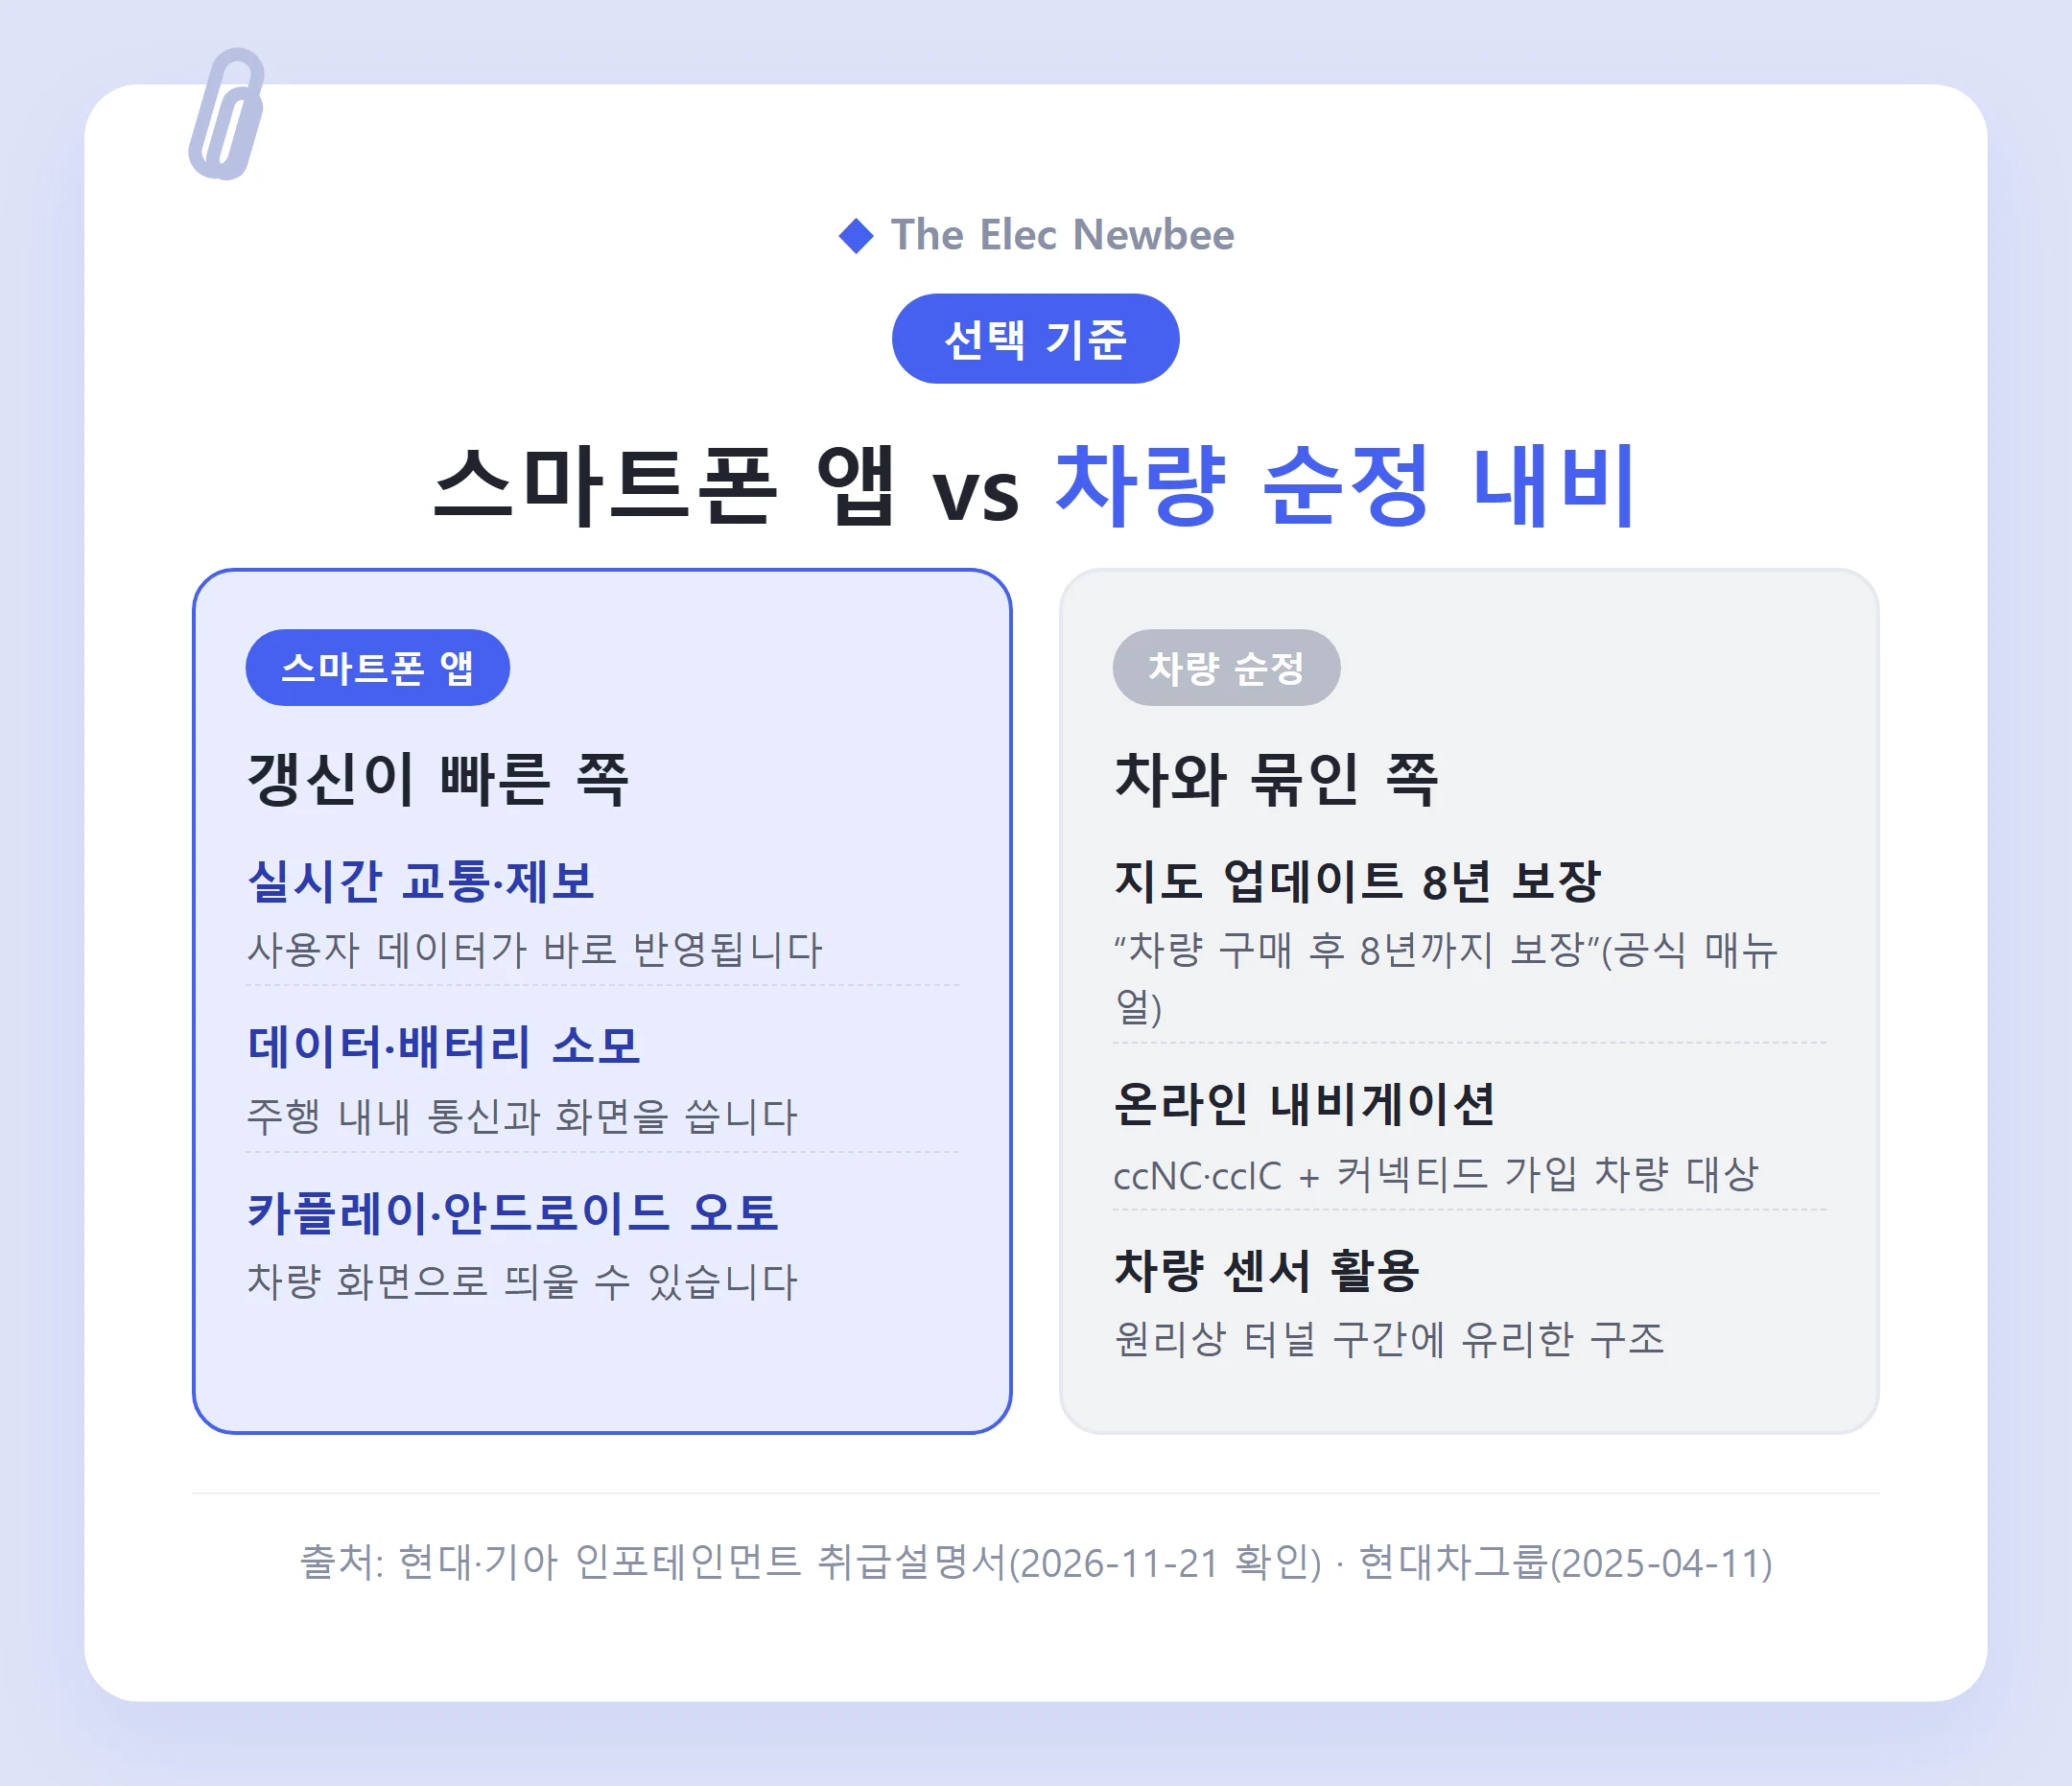 The Elec Newbee
선택 기준
스마트폰 앱 vs 차량 순정 내비
스마트폰 앱
갱신이 빠른 쪽
실시간 교통·제보
사용자 데이터가 바로 반영됩니다
데이터·배터리 소모
주행 내내 통신과 화면을 씁니다
카플레이·안드로이드 오토
차량 화면으로 띄울 수 있습니다
차량 순정
차와 묶인 쪽
지도 업데이트 8년 보장
“차량 구매 후 8년까지 보장”(공식 매뉴
얼)
온라인 내비게이션
ccNC·ccIC + 커넥티드 가입 차량 대상
차량 센서 활용
원리상 터널 구간에 유리한 구조
출처: 현대·기아 인포테인먼트 취급설명서(2026-11-21 확인) · 현대차그룹(2025-04-11)